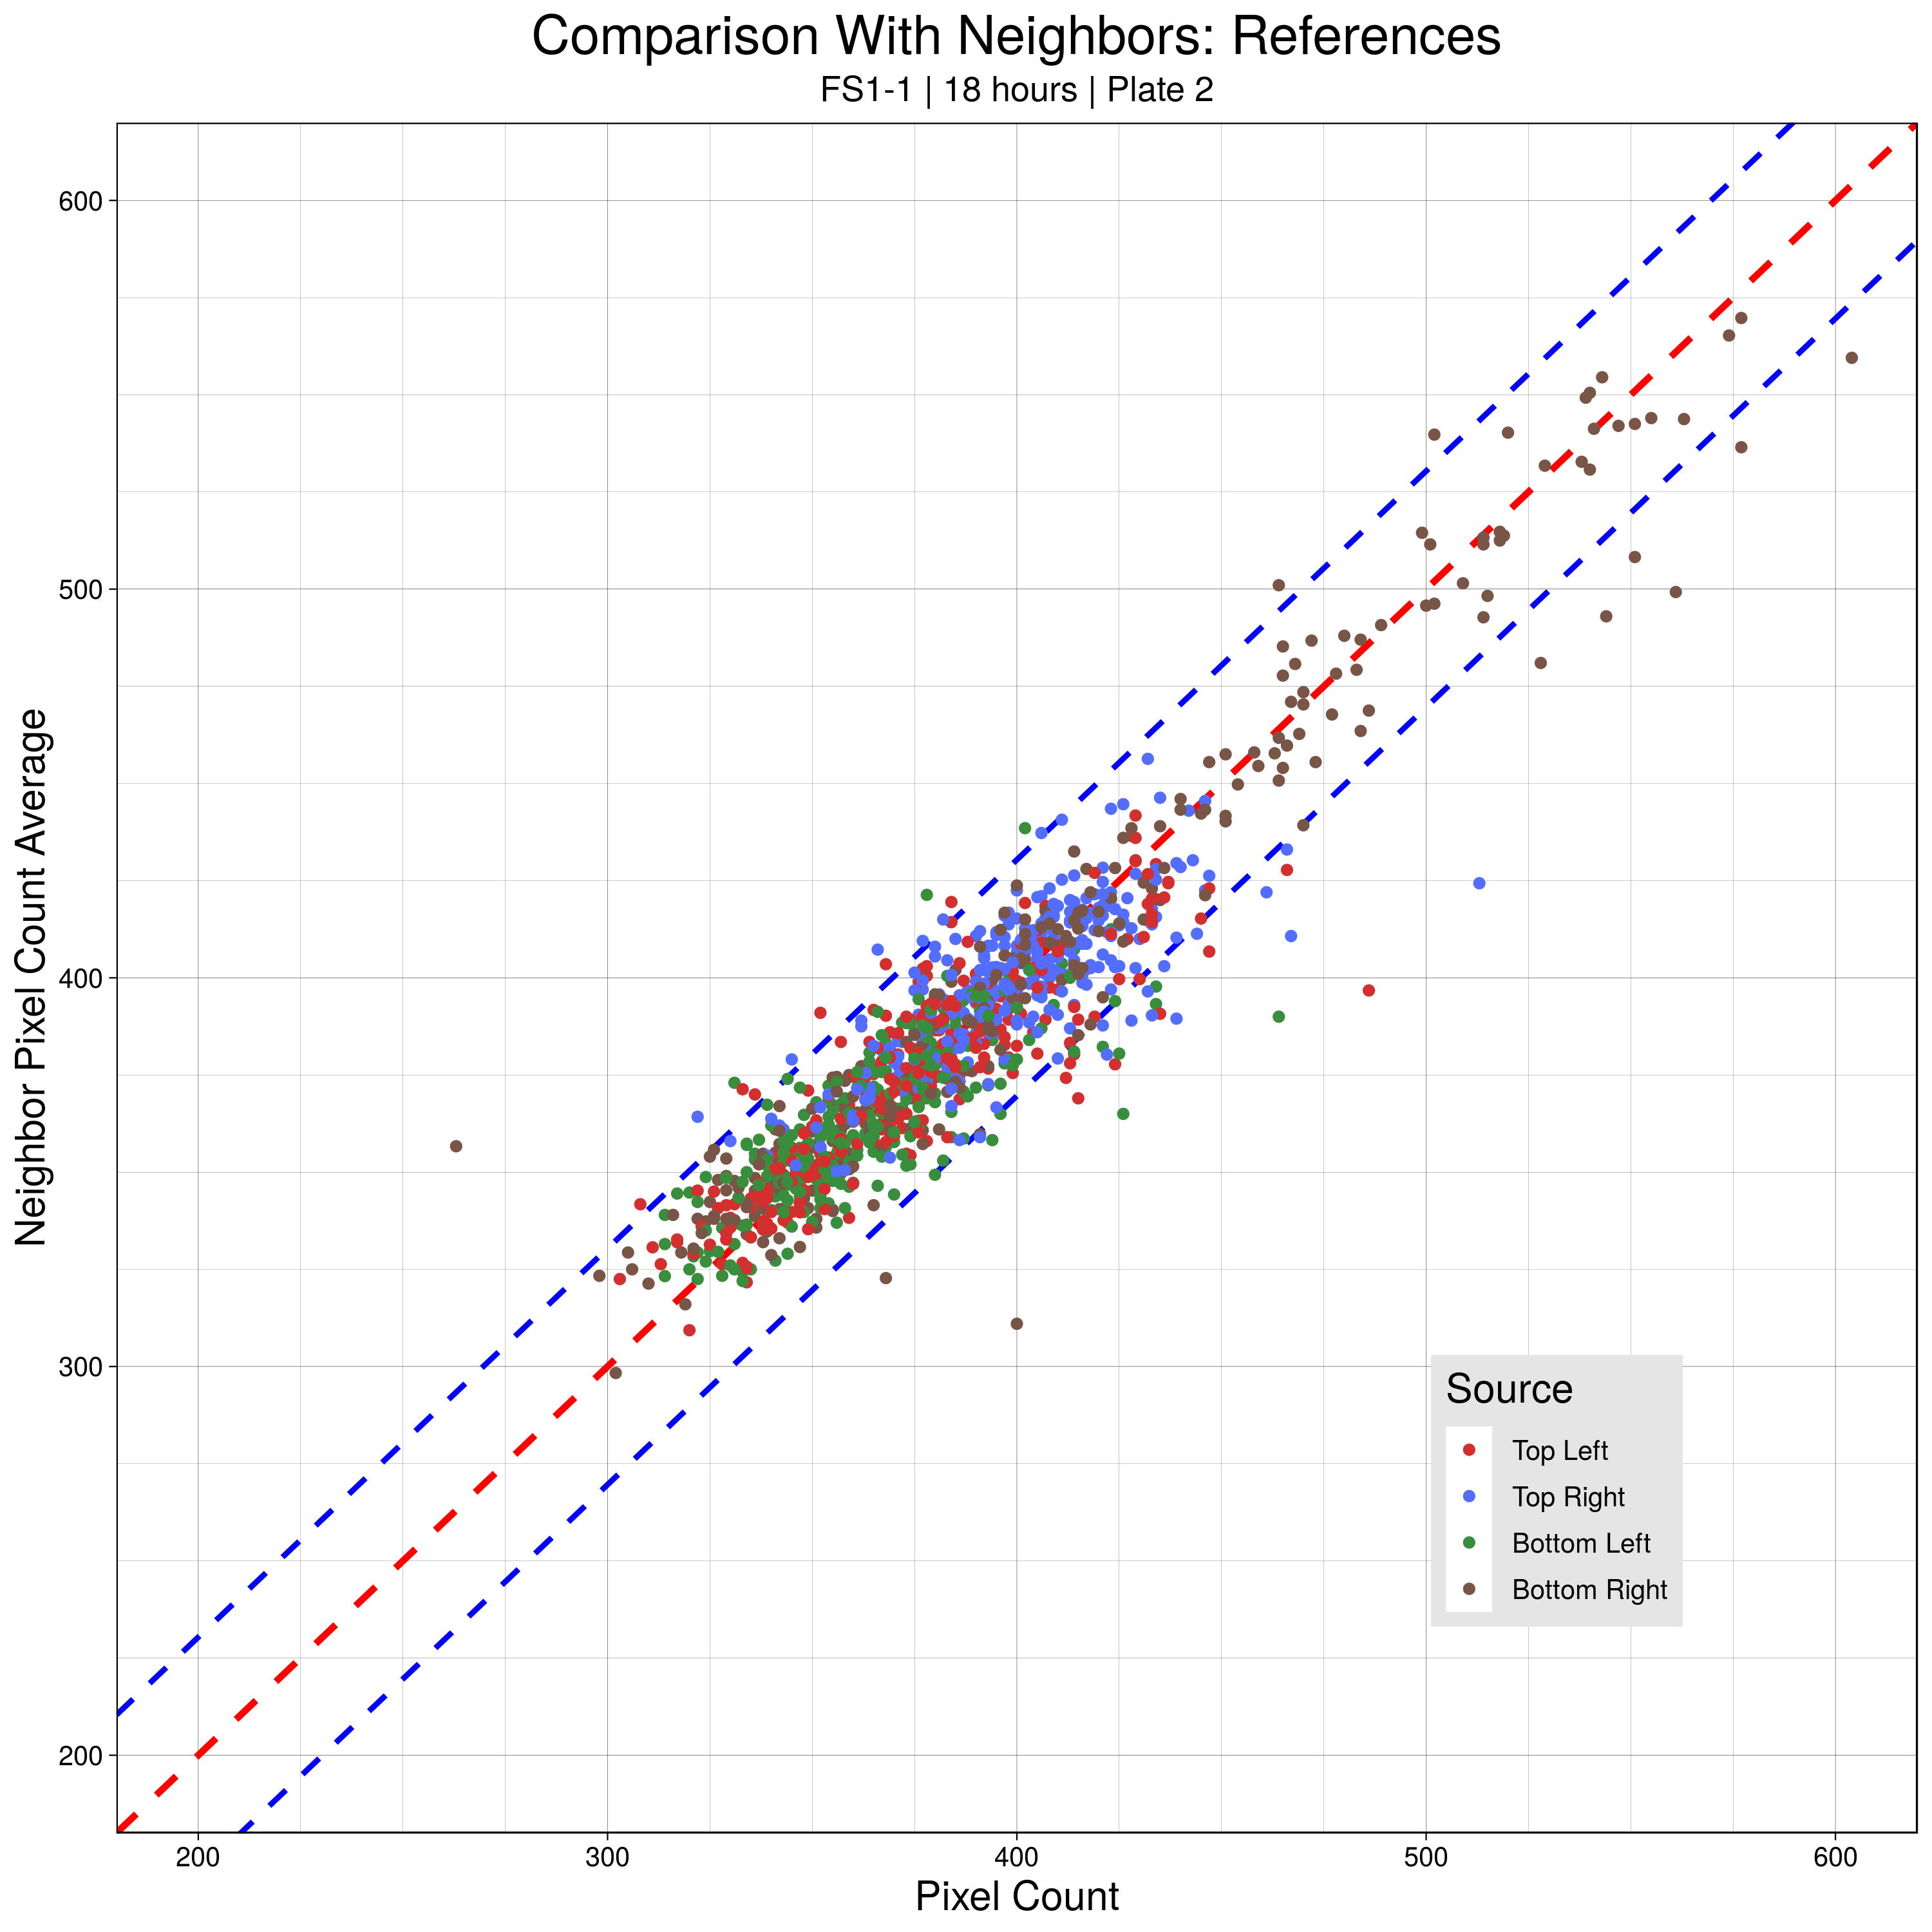 Comparison With Neighbors: References
FS1-1 | 18 hours | Plate 2
Neighbor Pixel Count Average
600
500
400
300
200
Source
Top Left
Top Right
Bottom Left
Bottom Right
200 300 400 500 600
Pixel Count